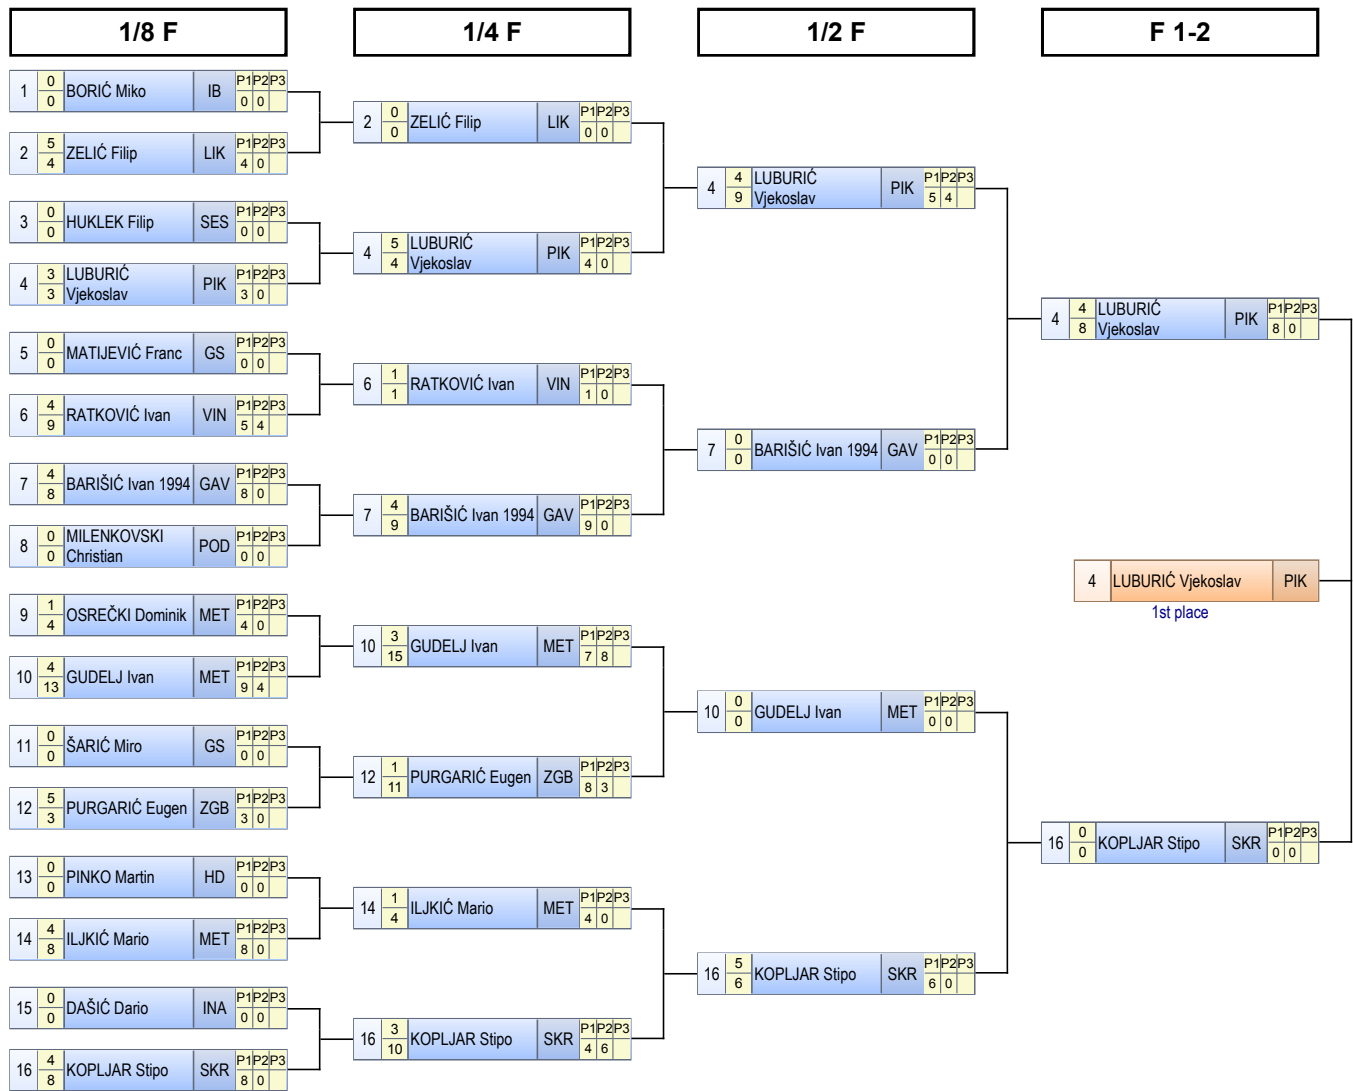 1/8 F
1/4 F
1/2 F
F 1-2
1 0 0 BORIĆ Miko IB P1 P2 P3 0 0
2 5 4 ZELIĆ Filip LIK P1 P2 P3 4 0
3 0 0 HUKLEK Filip SES P1 P2 P3 0 0
4 3 3 LUBURIĆ
Vjekoslav PIK P1 P2 P3 3 0
5 0 0 MATIJEVIĆ Franc GS P1 P2 P3 0 0
6 4 9 RATKOVIĆ Ivan VIN P1 P2 P3 5 4
7 4 8 BARIŠIĆ Ivan 1994 GAV P1 P2 P3 8 0
8 0 0 MILENKOVSKI
Christian POD P1 P2 P3 0 0
9 1 4 OSREČKI Dominik MET P1 P2 P3 4 0
10 4 13 GUDELJ Ivan MET P1 P2 P3 9 4
11 0 0 ŠARIĆ Miro GS P1 P2 P3 0 0
12 5 3 PURGARIĆ Eugen ZGB P1 P2 P3 3 0
13 0 0 PINKO Martin HD P1 P2 P3 0 0
14 4 8 ILJKIĆ Mario MET P1 P2 P3 8 0
15 0 0 DAŠIĆ Dario INA P1 P2 P3 0 0
16 4 8 KOPLJAR Stipo SKR P1 P2 P3 8 0
2 0 0 ZELIĆ Filip LIK P1 P2 P3 0 0
4 5 4 LUBURIĆ
Vjekoslav PIK P1 P2 P3 4 0
6 1 1 RATKOVIĆ Ivan VIN P1 P2 P3 1 0
7 4 9 BARIŠIĆ Ivan 1994 GAV P1 P2 P3 9 0
10 3 15 GUDELJ Ivan MET P1 P2 P3 7 8
12 1 11 PURGARIĆ Eugen ZGB P1 P2 P3 8 3
14 1 4 ILJKIĆ Mario MET P1 P2 P3 4 0
16 3 10 KOPLJAR Stipo SKR P1 P2 P3 4 6
4 4 9 LUBURIĆ
Vjekoslav PIK P1 P2 P3 5 4
7 0 0 BARIŠIĆ Ivan 1994 GAV P1 P2 P3 0 0
10 0 0 GUDELJ Ivan MET P1 P2 P3 0 0
16 5 6 KOPLJAR Stipo SKR P1 P2 P3 6 0
4 4 8 LUBURIĆ
Vjekoslav PIK P1 P2 P3 8 0
4 LUBURIĆ Vjekoslav PIK
1st place
16 0 0 KOPLJAR Stipo SKR P1 P2 P3 0 0